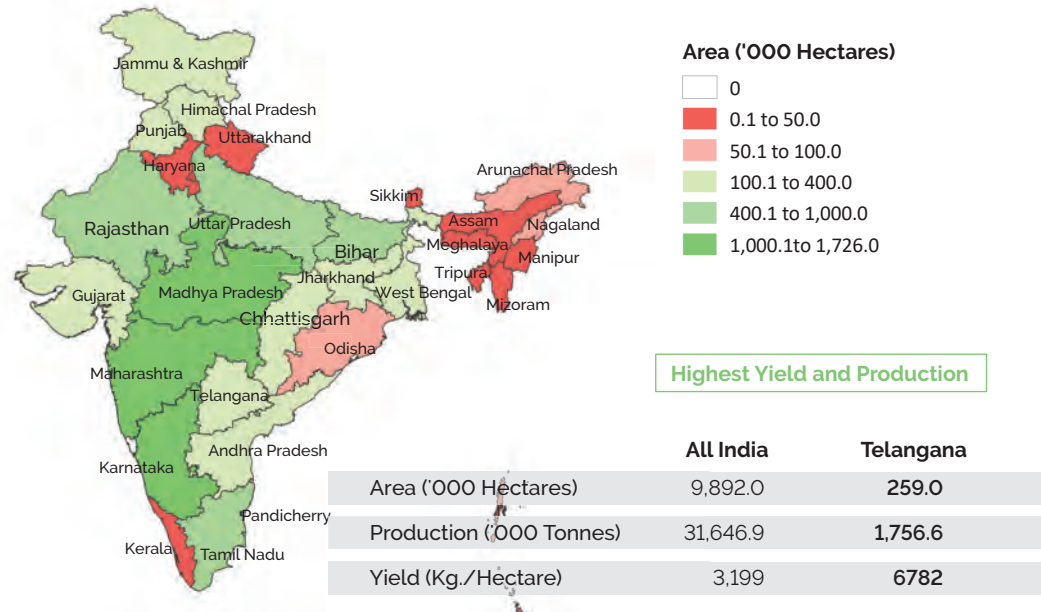 Jammu & Kashmir
Himachal Pradesh
Punjab
Uttarakhand
Haryana
Arunachal Pradesh
Sikkim
Rajasthan
Uttar Pradesh
Assam
Nagaland
Bihar
Meghalaya
Manipur
Jharkhand
Tripura
Gujarat
Madhya Pradesh
West Bengal
Mizoram
Chhattisgarh
Odisha
Maharashtra
Telangana
Andhra Pradesh
Karnataka
Pandicherry
Kerala
Tamil Nadu
Area ('000 Hectares)
0
0.1 to 50.0
50.1 to 100.0
100.1 to 400.0
400.1 to 1,000.0
1,000.1to 1,726.0
Highest Yield and Production
All India Telangana
Area ('000 Hectares) 9,892.0 259.0
Production ('000 Tonnes) 31,646.9 1,756.6
Yield (Kg./Hectare) 3,199 6782